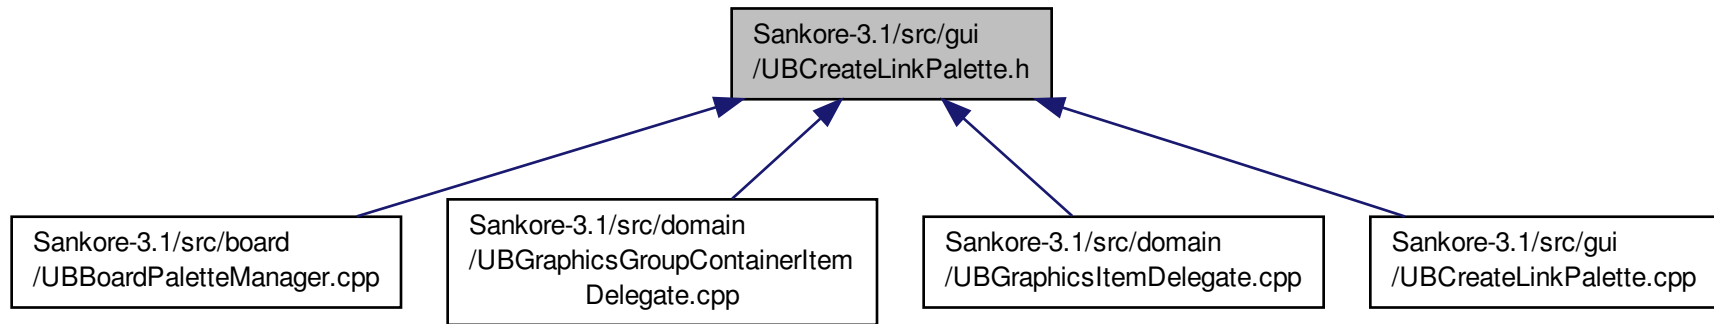 Sankore-3.1/src/gui
/UBCreateLinkPalette.h
Sankore-3.1/src/board
/UBBoardPaletteManager.cpp
Sankore-3.1/src/domain
/UBGraphicsGroupContainerItem
Delegate.cpp
Sankore-3.1/src/domain
/UBGraphicsItemDelegate.cpp
Sankore-3.1/src/gui
/UBCreateLinkPalette.cpp